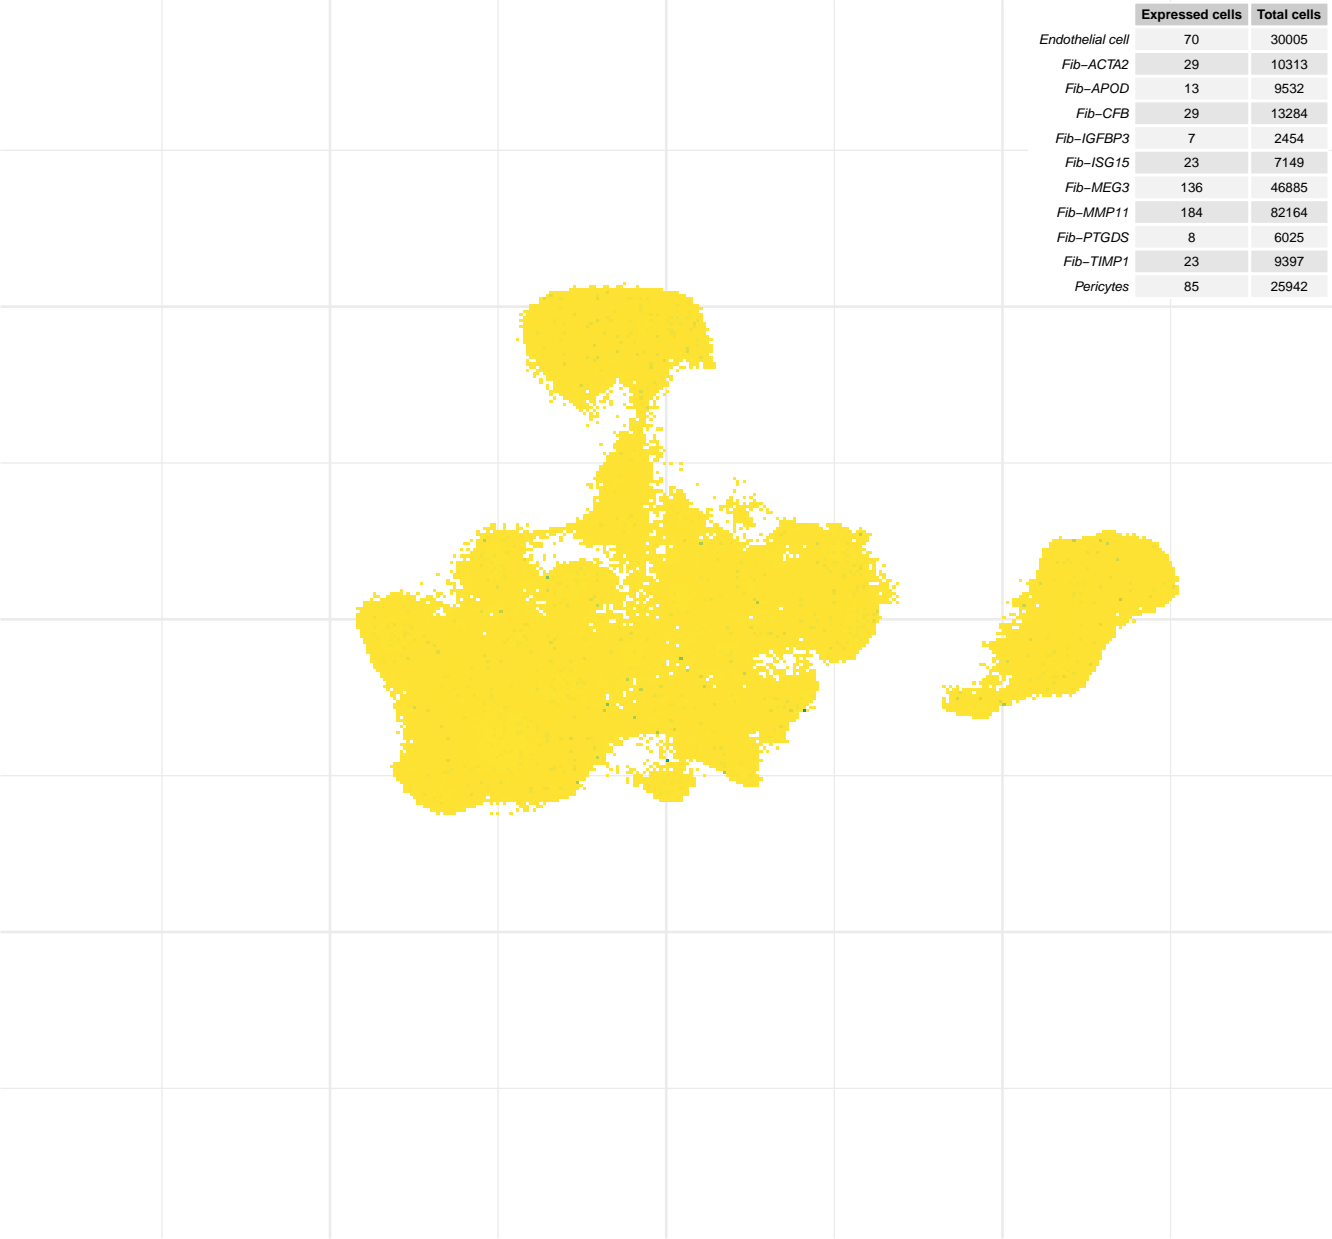 Expressed cells Total cells
Endothelial cell 70 30005
Fib−ACTA2 29 10313
Fib−APOD 13 9532
Fib−CFB 29 13284
Fib−IGFBP3 7 2454
Fib−ISG15 23 7149
Fib−MEG3 136 46885
Fib−MMP11 184 82164
Fib−PTGDS 8 6025
Fib−TIMP1 23 9397
Pericytes 85 25942